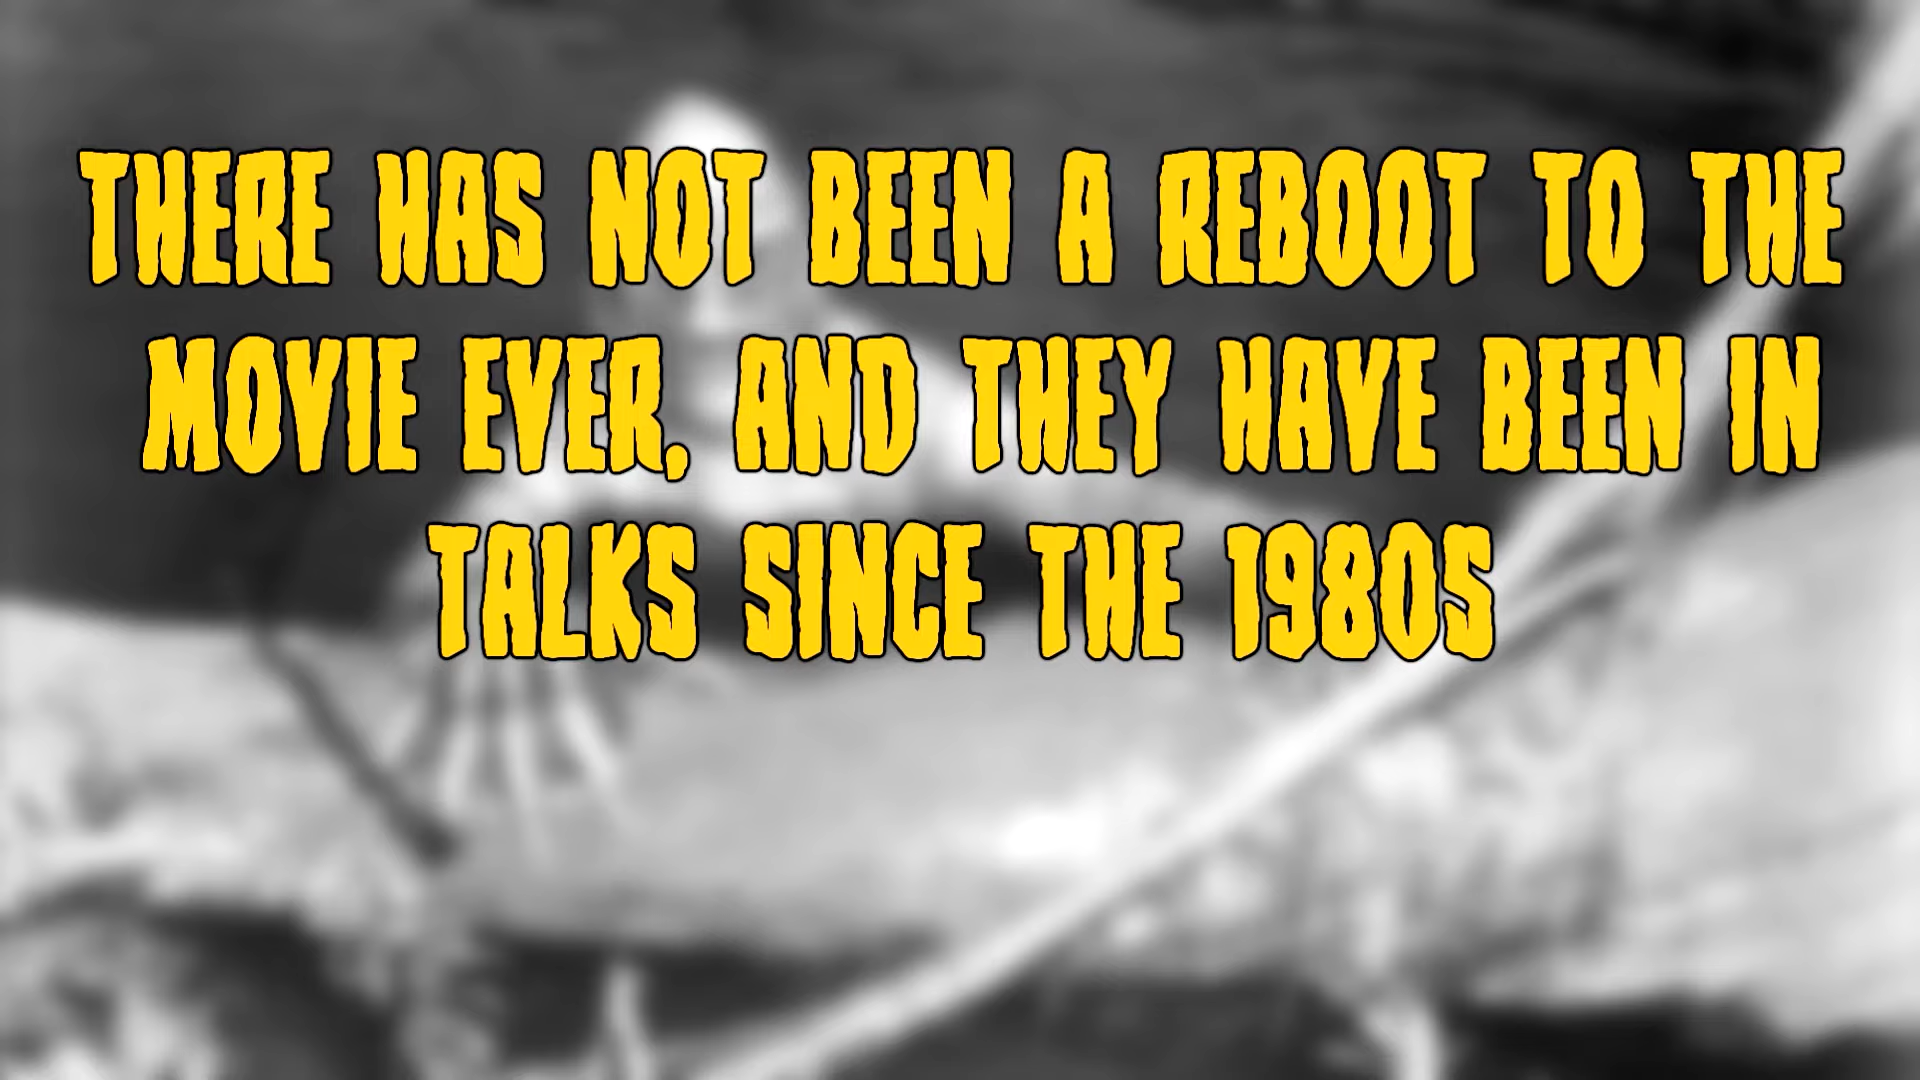 THERE HAS NOT BEEN A REBOOT TO THE
MOVIE EVER, AND THEY HAVE BEEN IN
TALKS SINCE THE 1980S